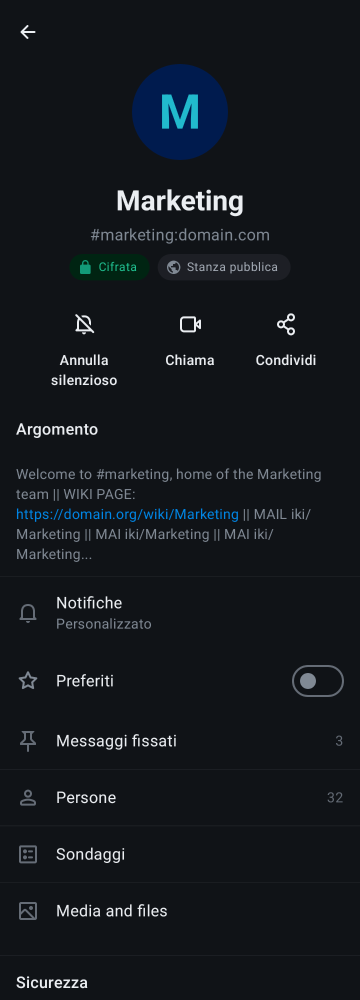 M
Marketing
#marketing:domain.com
Cifrata
Stanza pubblica
Annulla
silenzioso
Chiama
Condividi
Argomento
Welcome to #marketing, home of the Marketing
team || WIKI PAGE:
https://domain.org/wiki/Marketing || MAIL iki/
Marketing || MAI iki/Marketing || MAI iki/
Marketing...
Notifiche
Personalizzato
Preferiti
Messaggi fissati 3
Persone 32
Sondaggi
Media and files
Sicurezza